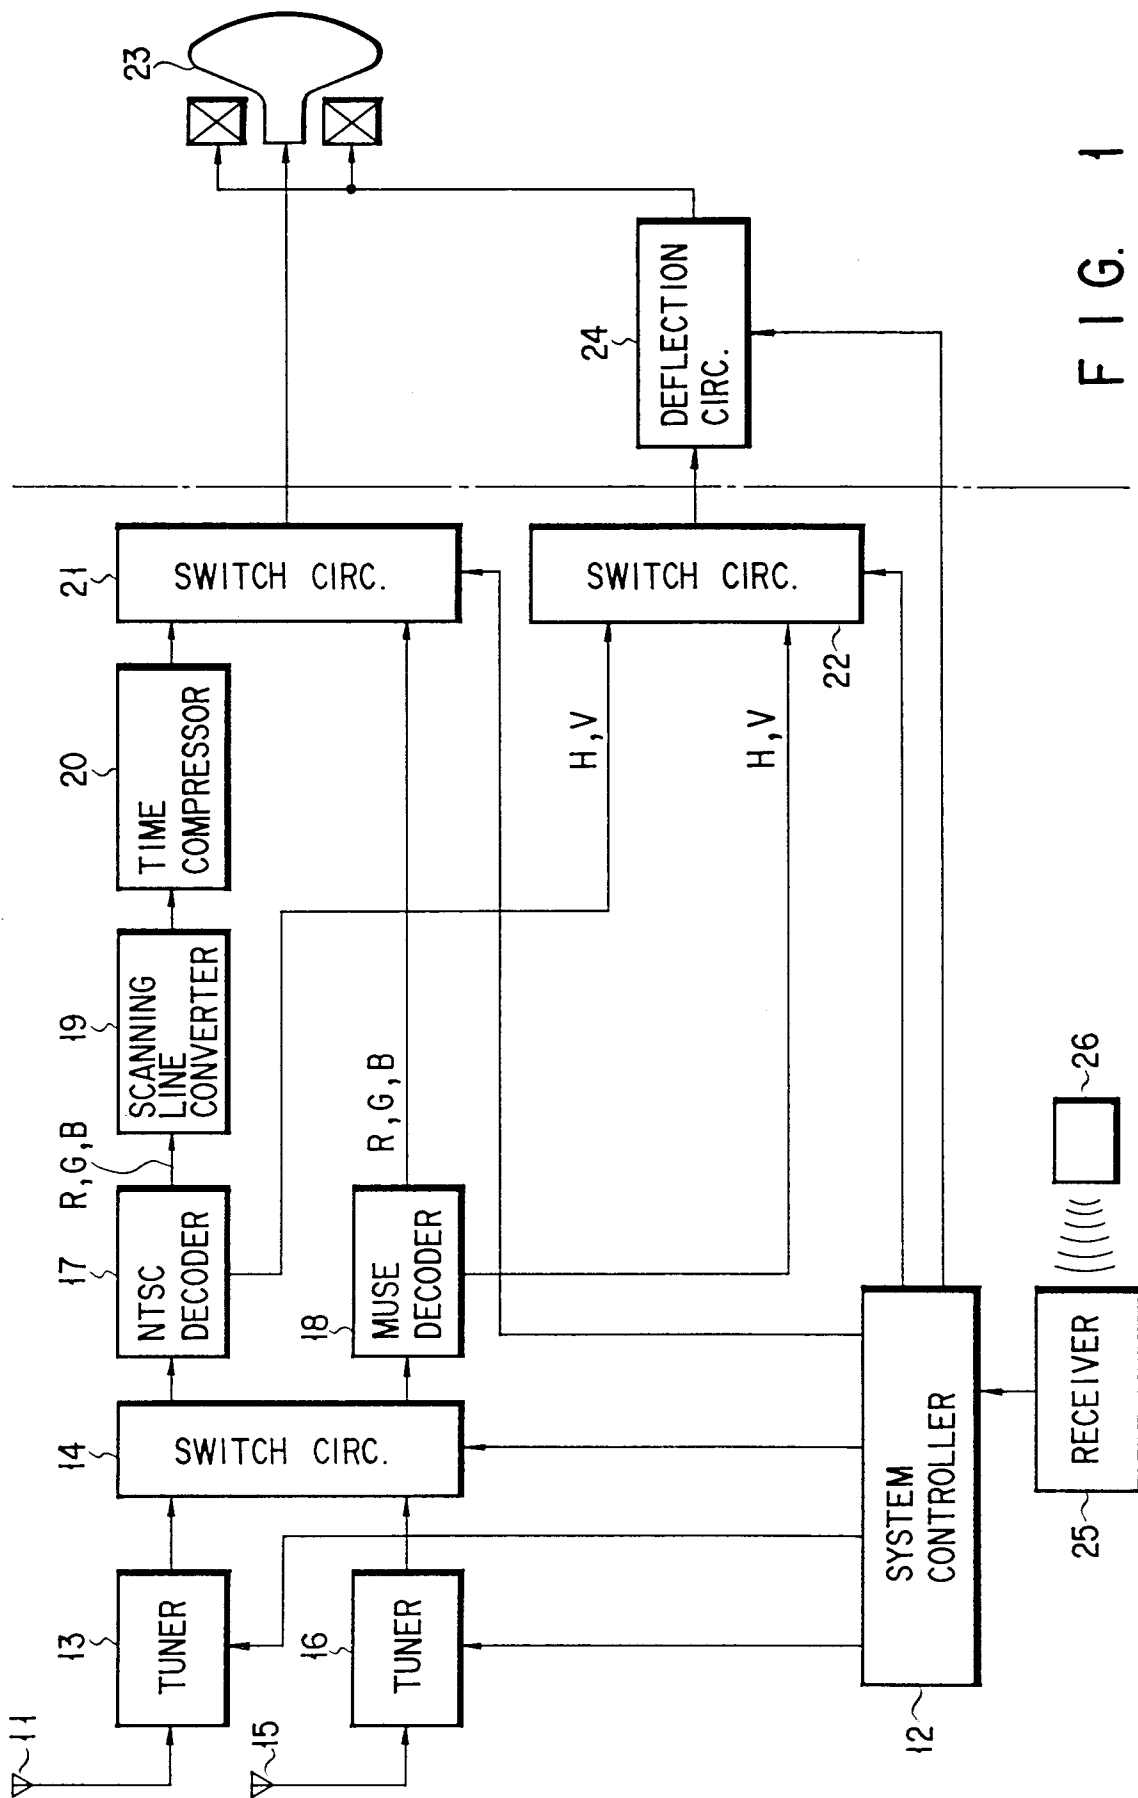 11
13
TUNER
15
16
TUNER
14
SWITCH CIRC.
17
NTSC
DECODER
R,G,B
18
MUSE
DECODER
R,G,B
19
SCANNING
LINE
CONVERTER
20
TIME
COMPRESSOR
21
SWITCH CIRC.
H,V
H,V
SWITCH CIRC.
22
23
24
DEFLECTION
CIRC.
12
SYSTEM
CONTROLLER
25
RECEIVER
26
FIG. 1